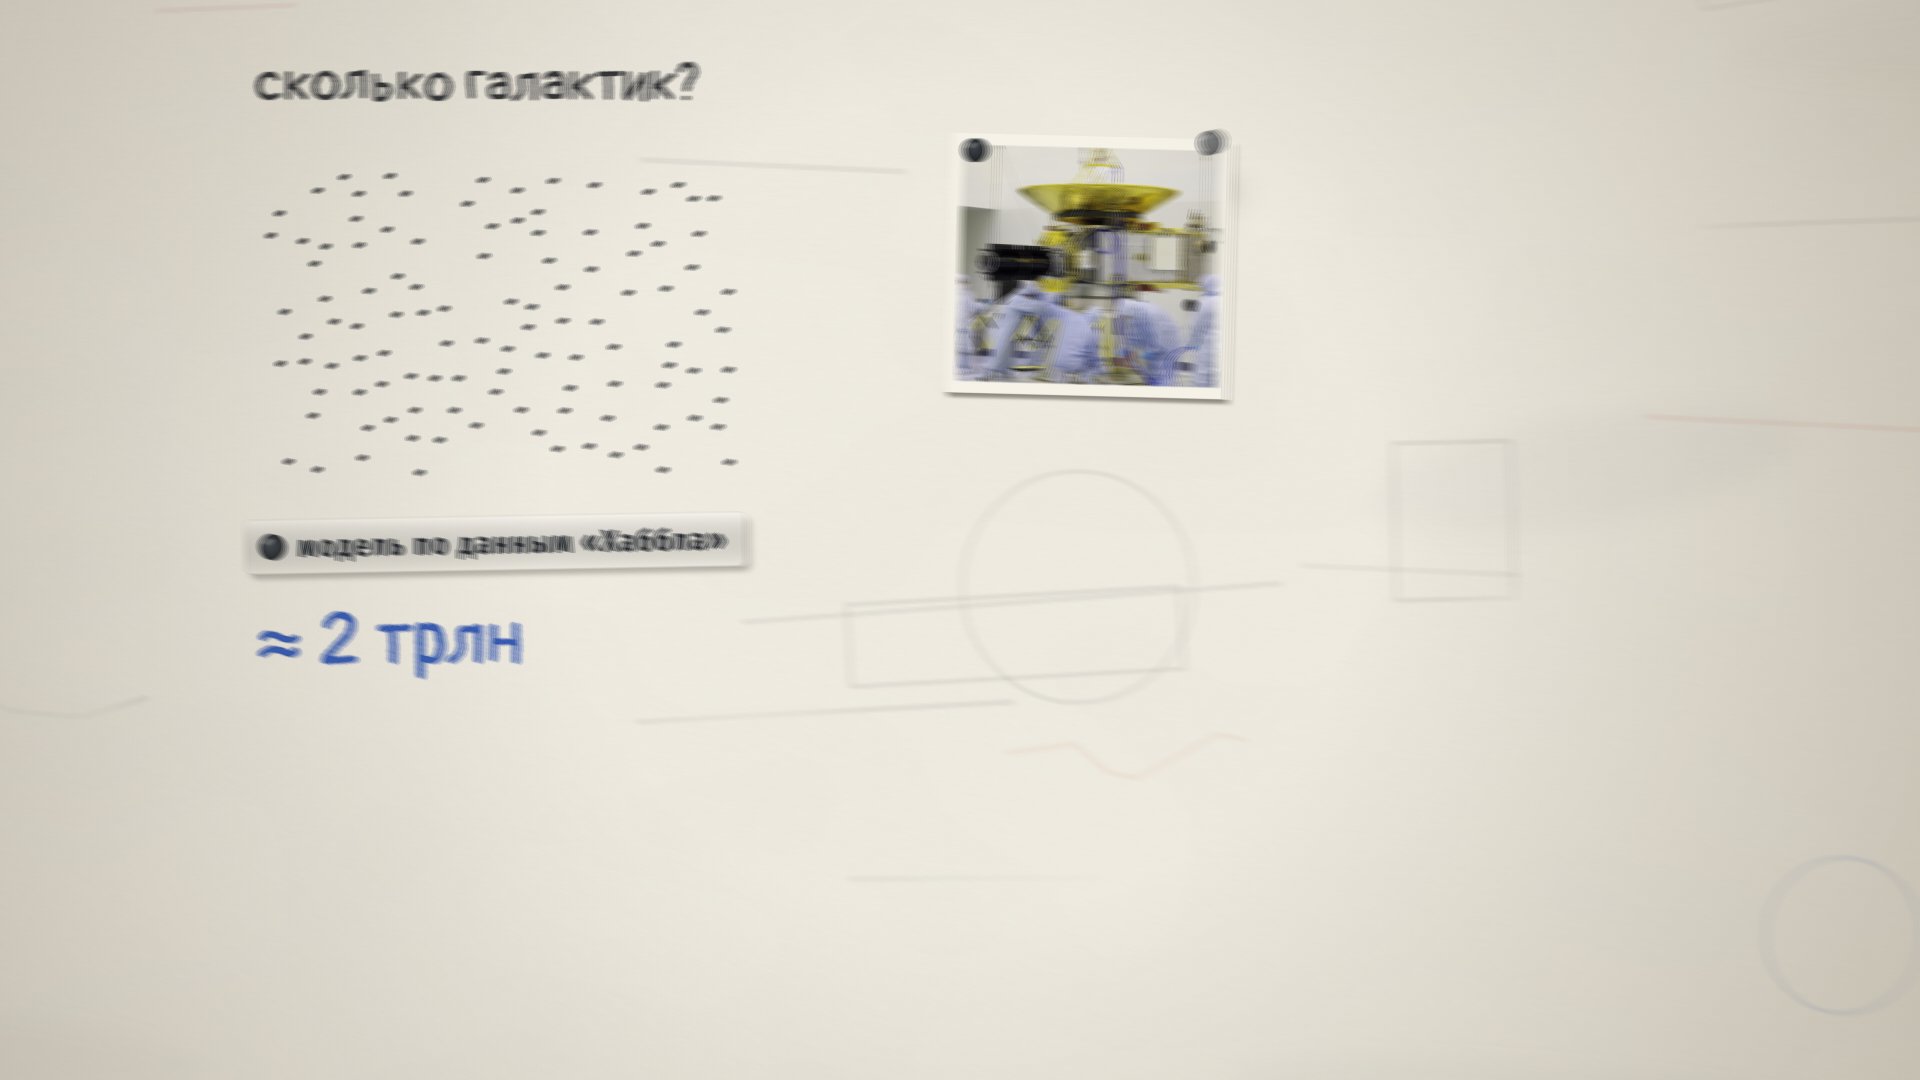 сколько галактик?
модель по данным «Хаббла»
≈ 2 трлн